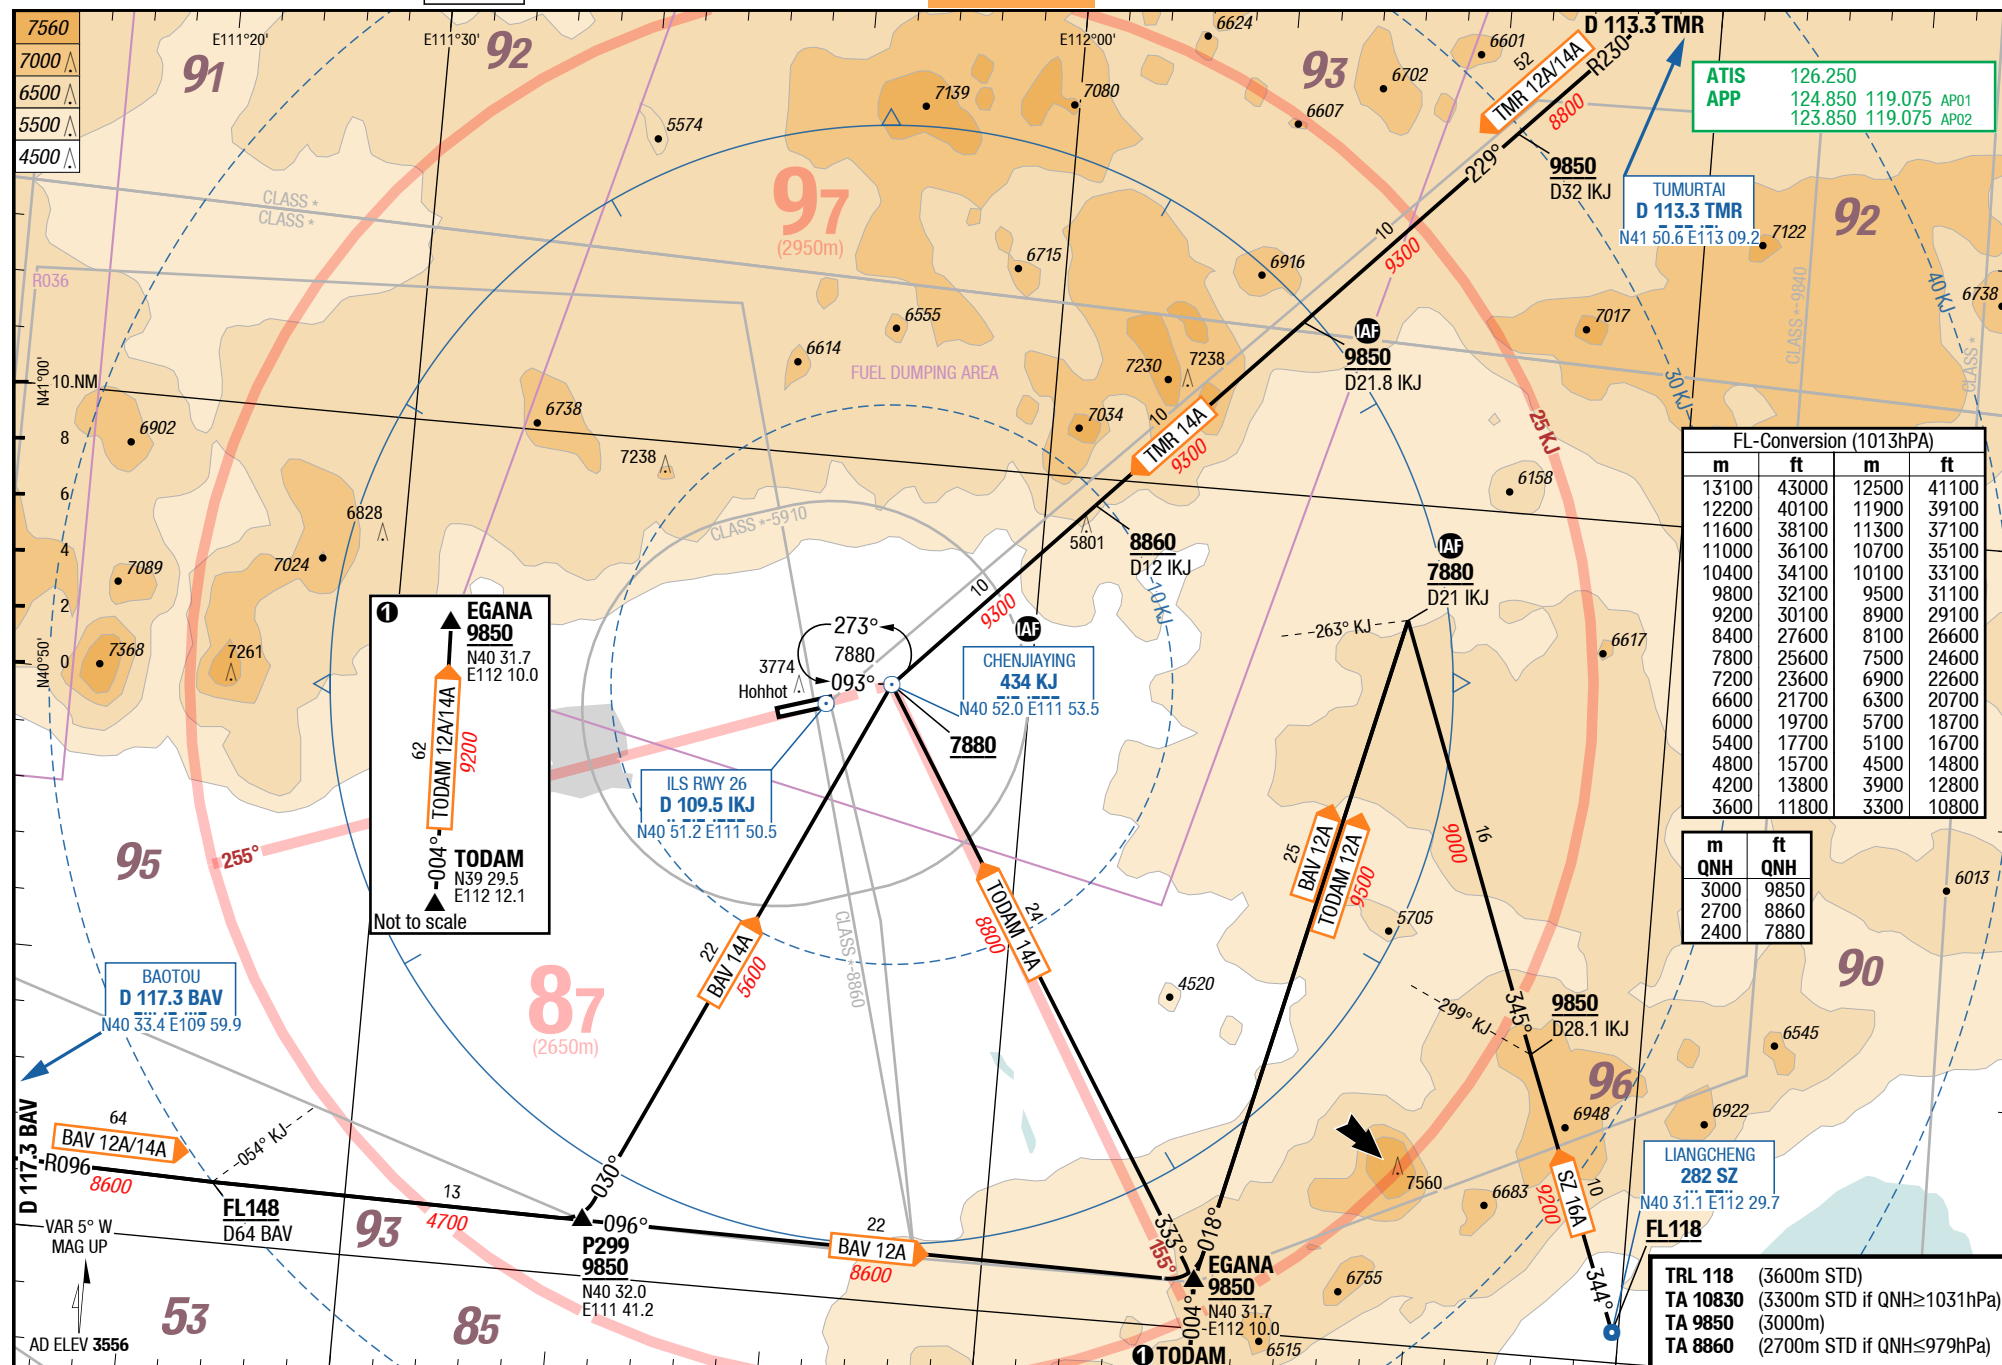 7560
7000
6500
5500
4500
E111°20'
E111°30'
E112°00'
91
92
93
92
97
(2950m)
95
87
(2650m)
93
53
85
96
90
6624
6601
6702
6607
7139
7080
5574
6715
6916
6555
6614
7230
7238
7034
6738
7238
6902
6828
7024
7089
7368
7261
7122
7017
6738
6158
5801
6617
3774
5705
4520
6013
6545
6948
6922
7560
6683
6755
6515
D 113.3 TMR
R230
52
TMR 12A/14A
8800
229°
9850
D32 IKJ
10
9300
IAF
9850
D21.8 IKJ
10
TMR 14A
9300
8860
D12 IKJ
10
9300
ATIS 126.250
APP 124.850 119.075 AP01
123.850 119.075 AP02
TUMURTAI
D 113.3 TMR
N41 50.6 E113 09.2
CLASS *
CLASS *
R036
FUEL DUMPING AREA
CLASS *-5910
CLASS *-8860
CLASS *-9840
CLASS *
40 KJ
30 KJ
25 KJ
10 KJ
N41°00'
N40°50'
10 NM
8
6
4
2
0
1
EGANA
9850
N40 31.7
E112 10.0
TODAM 12A/14A
62
9200
004°
TODAM
N39 29.5
E112 12.1
Not to scale
273°
7880
093°
Hohhot
IAF
CHENJIAYING
434 KJ
N40 52.0 E111 53.5
7880
ILS RWY 26
D 109.5 IKJ
N40 51.2 E111 50.5
IAF
7880
D21 IKJ
263° KJ
FL-Conversion (1013hPA)
m ft m ft
13100 43000 12500 41100
12200 40100 11900 39100
11600 38100 11300 37100
11000 36100 10700 35100
10400 34100 10100 33100
9800 32100 9500 31100
9200 30100 8900 29100
8400 27600 8100 26600
7800 25600 7500 24600
7200 23600 6900 22600
6600 21700 6300 20700
6000 19700 5700 18700
5400 17700 5100 16700
4800 15700 4500 14800
4200 13800 3900 12800
3600 11800 3300 10800
m ft
QNH QNH
3000 9850
2700 8860
2400 7880
255°
BAOTOU
D 117.3 BAV
N40 33.4 E109 59.9
D 117.3 BAV
64
BAV 12A/14A
R096
8600
054° KJ
FL148
D64 BAV
13
4700
030°
22
BAV 14A
5600
096°
P299
9850
N40 32.0
E111 41.2
22
BAV 12A
8600
24
TODAM 14A
8800
333°
155°
018°
25
BAV 12A
TODAM 12A
9500
16
9000
345°
299° KJ
9850
D28.1 IKJ
10
SZ 16A
9200
344°
LIANGCHENG
282 SZ
N40 31.1 E112 29.7
FL118
EGANA
9850
N40 31.7
E112 10.0
004°
1 TODAM
VAR 5° W
MAG UP
AD ELEV 3556
TRL 118 (3600m STD)
TA 10830 (3300m STD if QNH≥1031hPa)
TA 9850 (3000m)
TA 8860 (2700m STD if QNH≤979hPa)